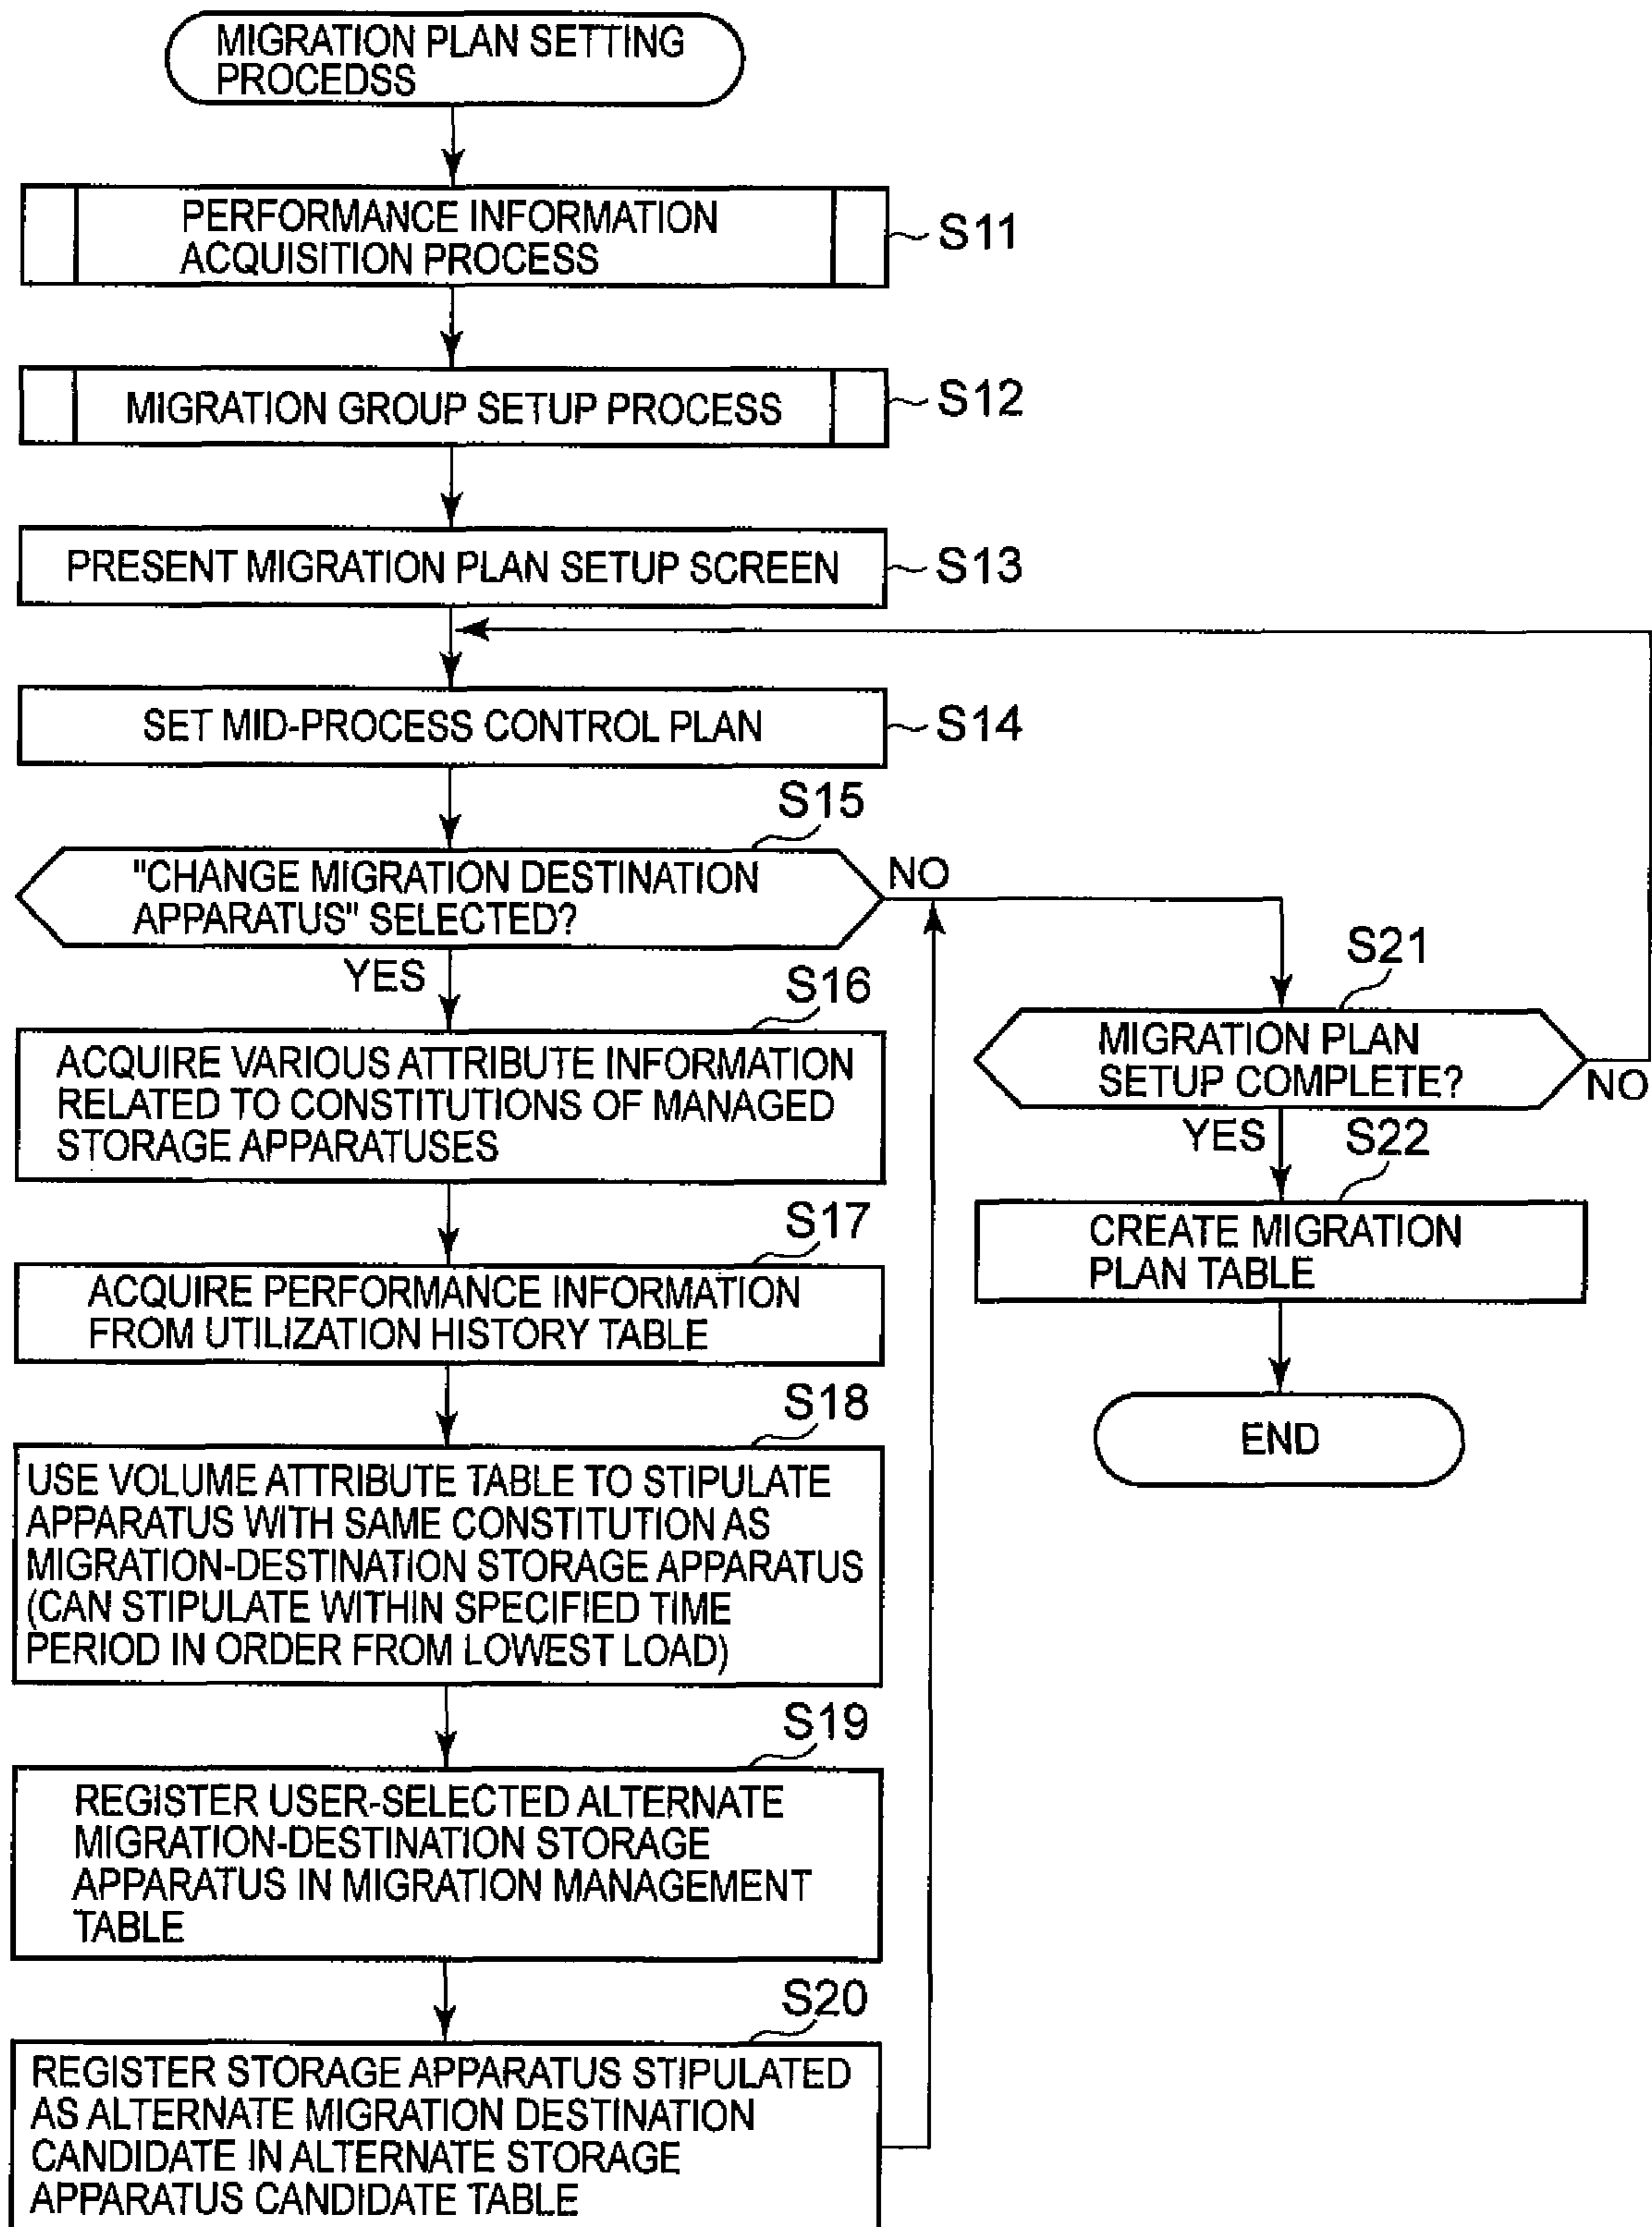 MIGRATION PLAN SETTING
PROCEDSS
PERFORMANCE INFORMATION
ACQUISITION PROCESS
S11
MIGRATION GROUP SETUP PROCESS
S12
PRESENT MIGRATION PLAN SETUP SCREEN
S13
SET MID-PROCESS CONTROL PLAN
S14
S15
"CHANGE MIGRATION DESTINATION
APPARATUS" SELECTED?
NO
YES
S16
ACQUIRE VARIOUS ATTRIBUTE INFORMATION
RELATED TO CONSTITUTIONS OF MANAGED
STORAGE APPARATUSES
S17
ACQUIRE PERFORMANCE INFORMATION
FROM UTILIZATION HISTORY TABLE
S18
USE VOLUME ATTRIBUTE TABLE TO STIPULATE
APPARATUS WITH SAME CONSTITUTION AS
MIGRATION-DESTINATION STORAGE APPARATUS
(CAN STIPULATE WITHIN SPECIFIED TIME
PERIOD IN ORDER FROM LOWEST LOAD)
S19
REGISTER USER-SELECTED ALTERNATE
MIGRATION-DESTINATION STORAGE
APPARATUS IN MIGRATION MANAGEMENT
TABLE
S20
REGISTER STORAGE APPARATUS STIPULATED
AS ALTERNATE MIGRATION DESTINATION
CANDIDATE IN ALTERNATE STORAGE
APPARATUS CANDIDATE TABLE
S21
MIGRATION PLAN
SETUP COMPLETE?
NO
YES
S22
CREATE MIGRATION
PLAN TABLE
END